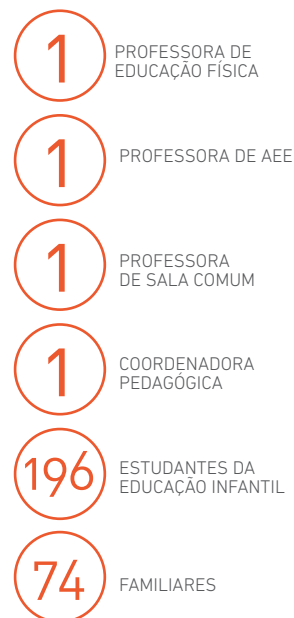 1
PROFESSORA DE
EDUCAÇÃO FÍSICA
1
PROFESSORA DE AEE
1
PROFESSORA
DE SALA COMUM
1
COORDENADORA
PEDAGÓGICA
196
ESTUDANTES DA
EDUCAÇÃO INFANTIL
74
FAMILIARES